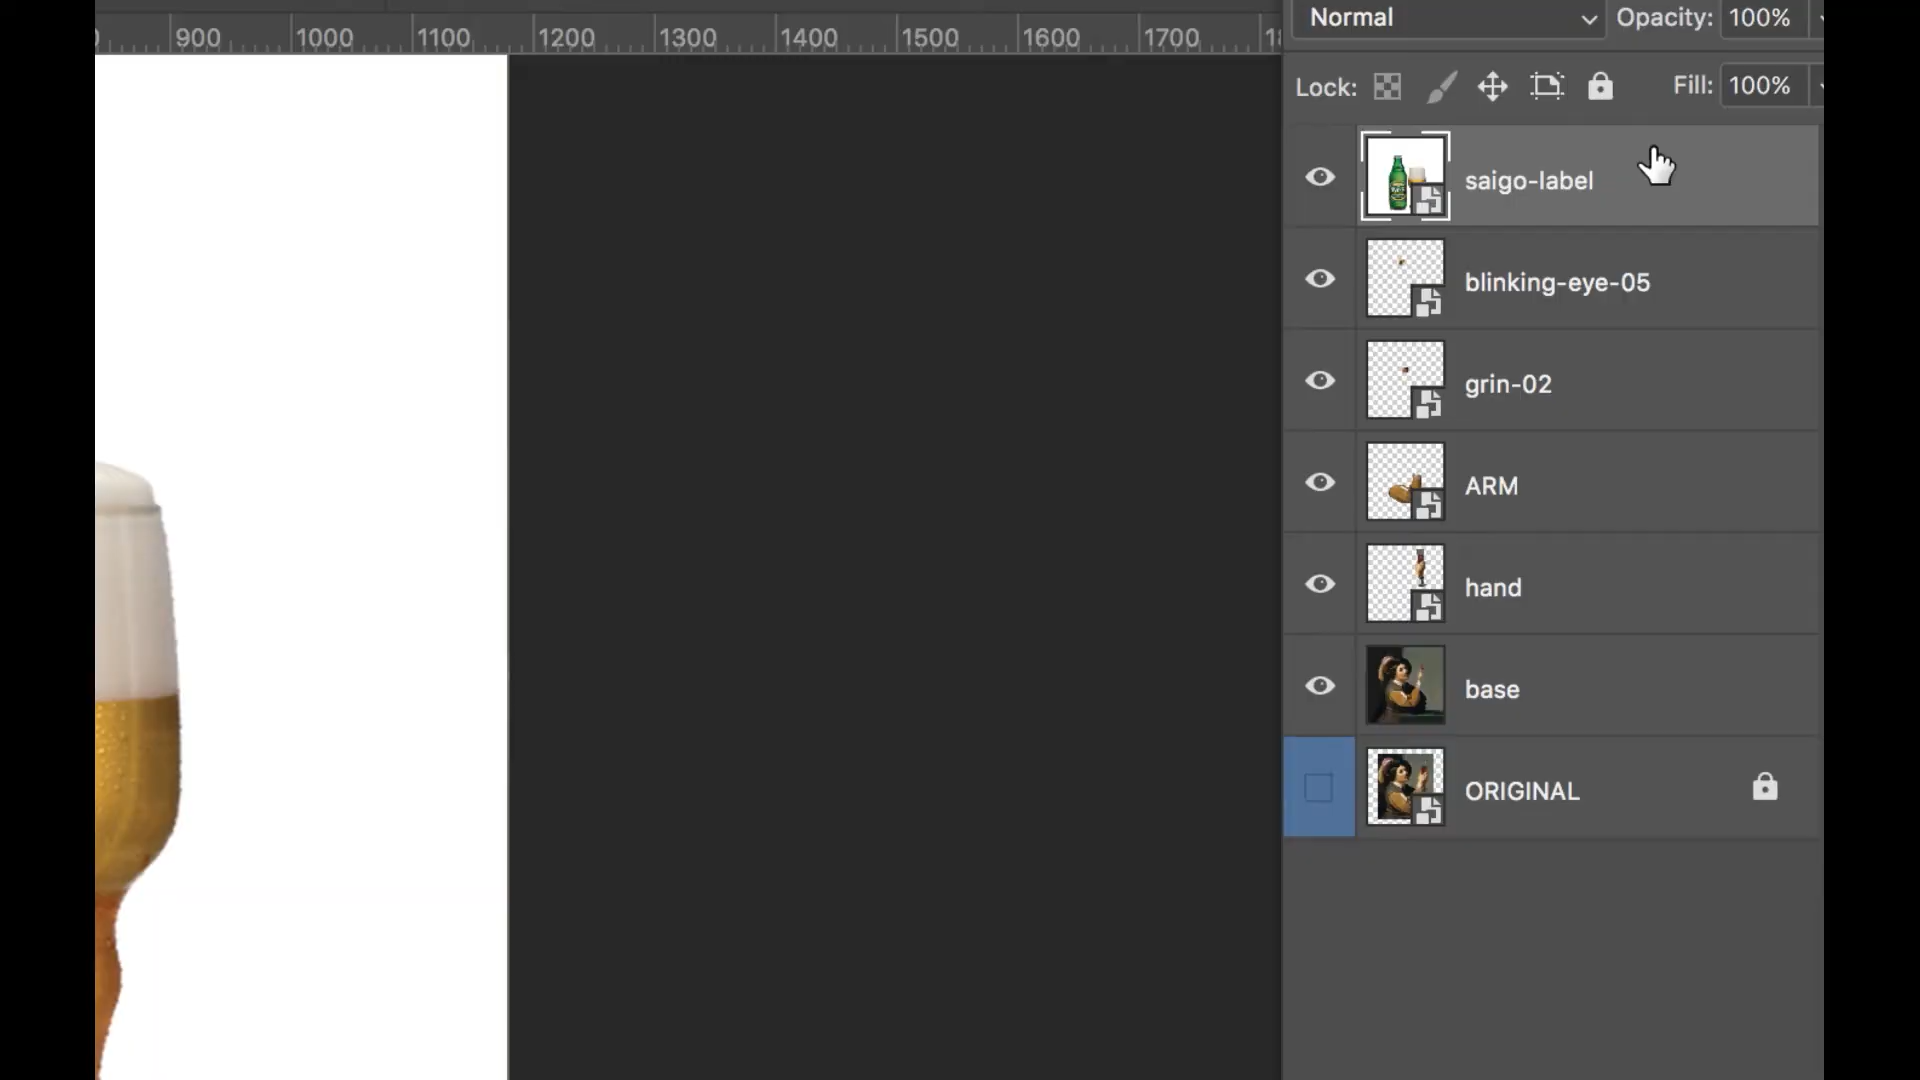 Normal Opacity: 100%
900 1000 1100 1200 1300 1400 1500 1600 1700
Lock: Fill: 100%
saigo-label
blinking-eye-05
grin-02
ARM
hand
base
ORIGINAL